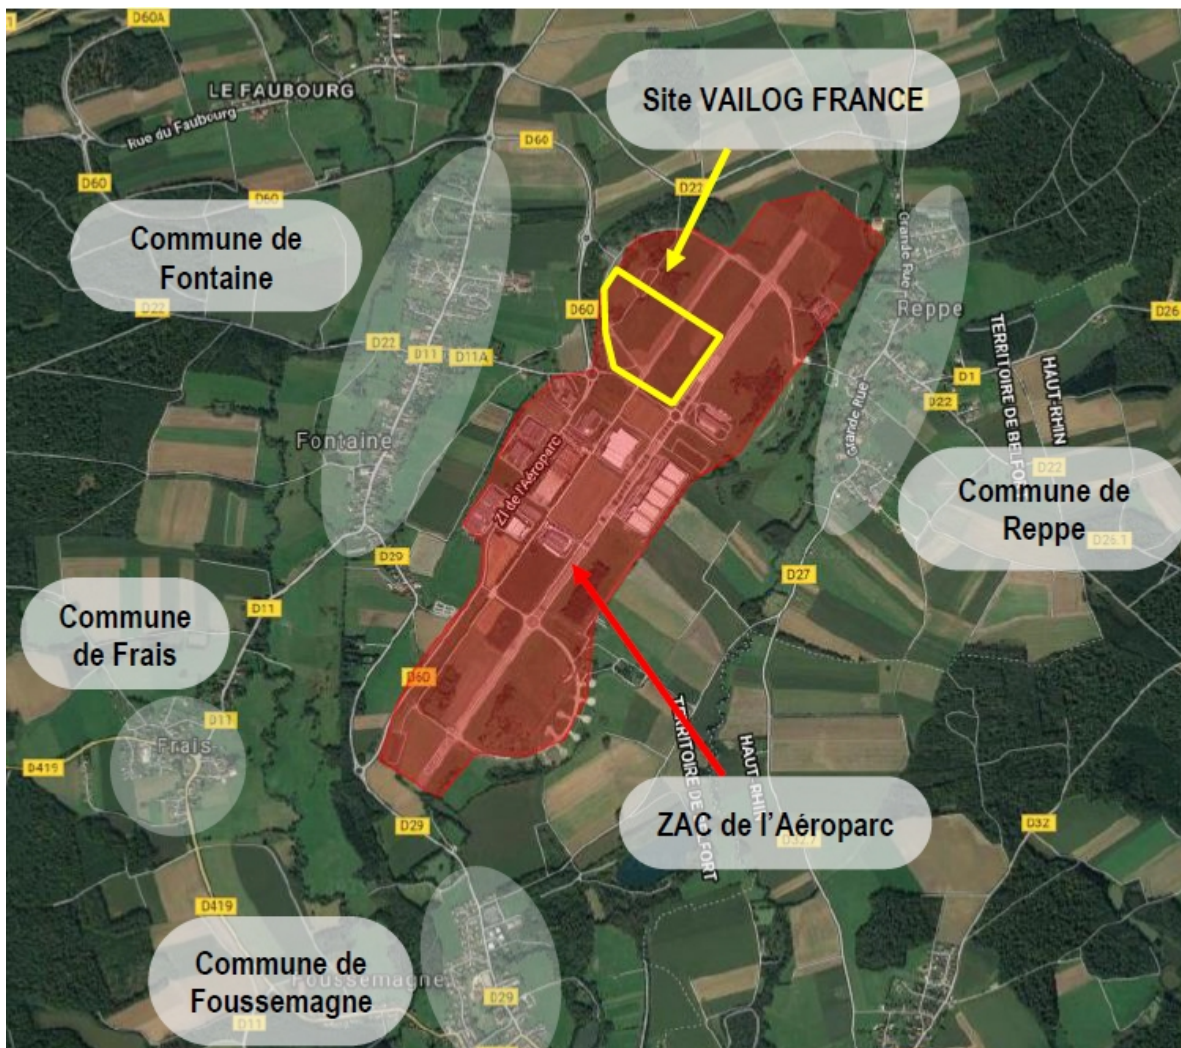 D60A
LE FAUBOURG
Rue du Faubourg
D60
D60
D60
Site VAILOG FRANCE
D22
Commune de
Fontaine
D22
D60
Grande Rue
Reppe
D26
TERRITOIRE DE BELFORT
HAUT-RHIN
D22
D11
D11A
D1
D22
Grande Rue
Fontaine
ZI de l'Aéroparc
D22
Commune de
Reppe
D26.1
D29
D27
D11
Commune
de Frais
D60
D11
Frais
D419
TERRITOIRE DE BELFORT
HAUT-RHIN
ZAC de l'Aéroparc
D29
D32
D419
Commune de
Foussemagne
Foussemagne
D29
D11